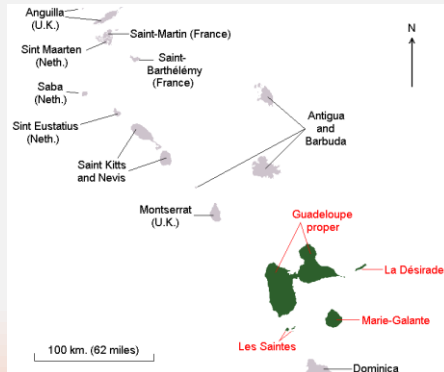 Anguilla
(U.K.)
Saint-Martin (France)
N
Sint Maarten
(Neth.)
Saint-
Barthélémy
(France)
Saba
(Neth.)
Sint Eustatius
(Neth.)
Antigua
and
Barbuda
Saint Kitts
and Nevis
Montserrat
(U.K.)
Guadeloupe
proper
La Désirade
Marie-Galante
Les Saintes
100 km. (62 miles)
Dominica